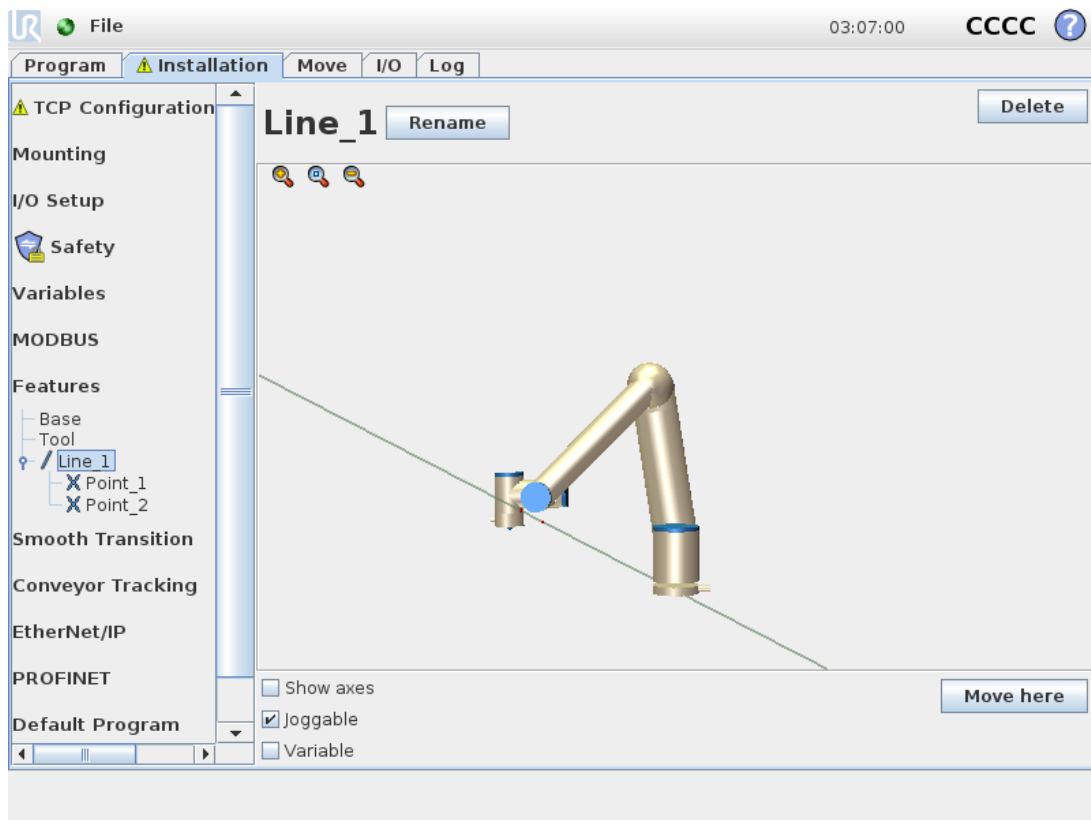 UR File 03:07:00 CCCC ?
Program Installation Move I/O Log
TCP Configuration
Mounting
I/O Setup
Safety
Variables
MODBUS
Features
Base
Tool
Line_1
Point_1
Point_2
Smooth Transition
Conveyor Tracking
EtherNet/IP
PROFINET
Default Program
Line_1 Rename Delete
Show axes
Joggable
Variable
Move here